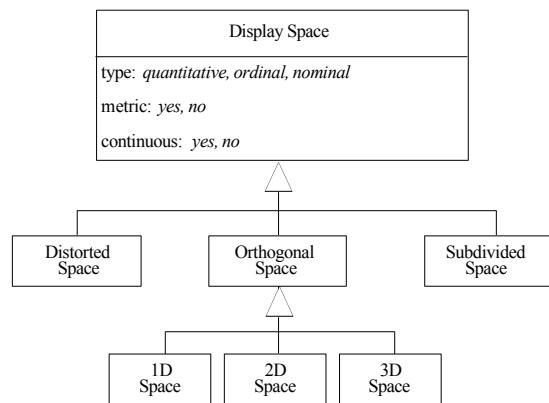 Display Space
type: quantitative, ordinal, nominal
metric: yes, no
continuous: yes, no
Distorted
Space
Orthogonal
Space
Subdivided
Space
1D
Space
2D
Space
3D
Space